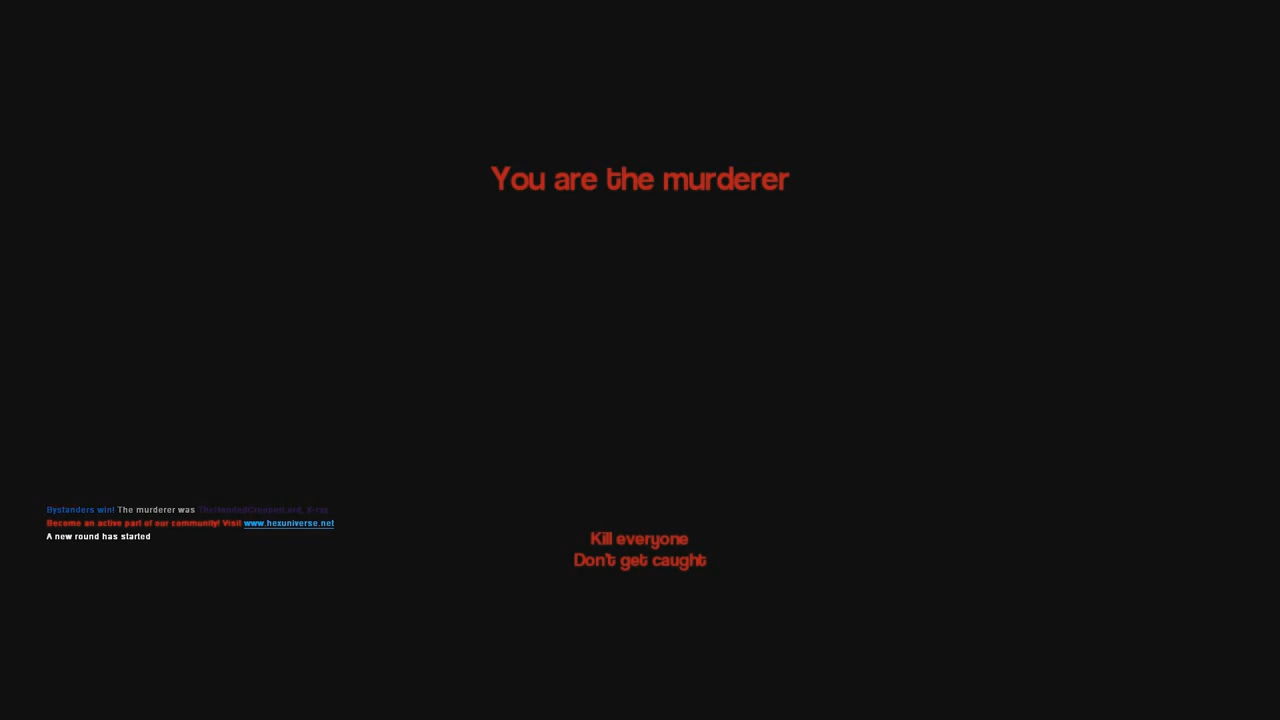 You are the murderer
Bystanders win! The murderer was
Become an active part of our community! Visit www.hexuniverse.net
A new round has started
Kill everyone
Don't get caught